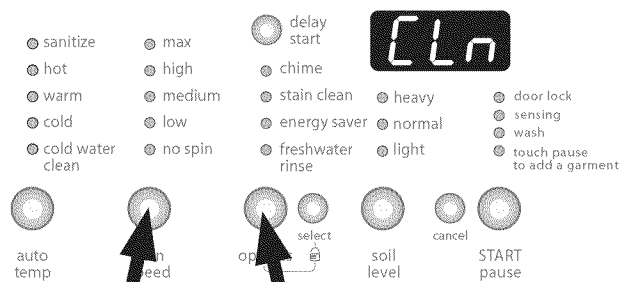 sanitize
hot
warm
cold
cold water
clean
auto
temp
max
high
medium
low
no spin
delay
start
chime
stain clean
energy saver
freshwater
rinse
select
CLn
heavy
normal
light
soil
level
door lock
sensing
wash
touch pause
to add a garment
cancel
START
pause